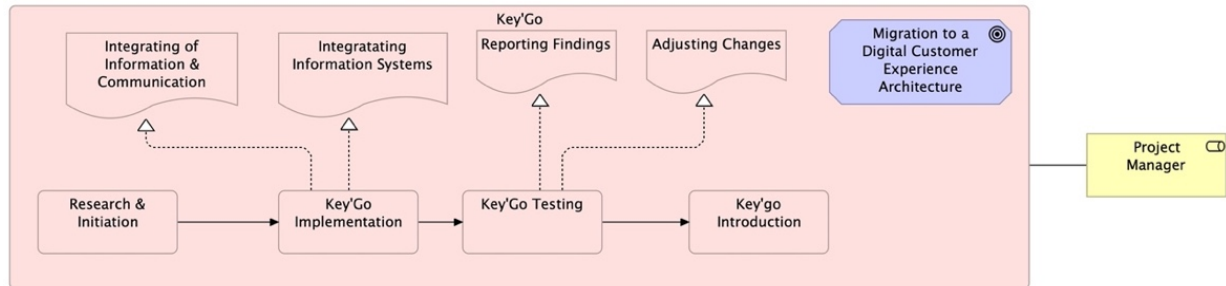 Key'Go
Integrating of
Information &
Communication
Integratating
Information Systems
Reporting Findings
Adjusting Changes
Migration to a
Digital Customer
Experience
Architecture
Project
Manager
Research &
Initiation
Key'Go
Implementation
Key'Go Testing
Key'go
Introduction